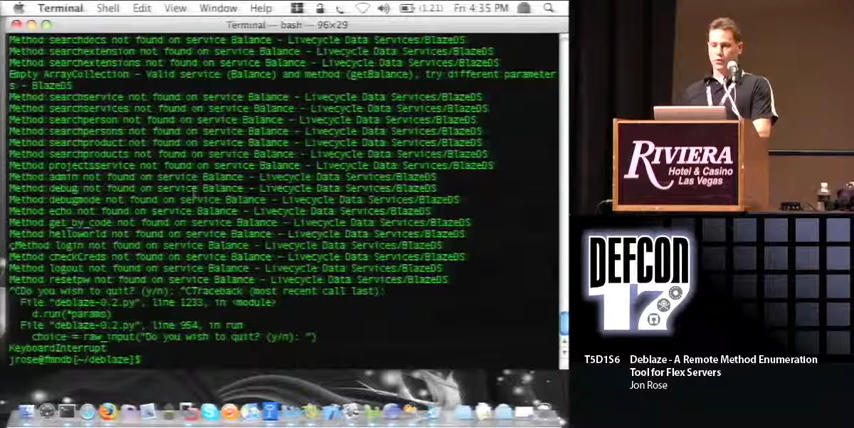 Terminal Shell Edit View Window Help (1:21) Fri 4:35 PM
Terminal — bash — 96×29
Method searchdocs not found on service Balance - Livecycle Data Services/BlazeDS
Method searchextension not found on service Balance - Livecycle Data Services/BlazeDS
Method searchextensions not found on service Balance - Livecycle Data Services/BlazeDS
Empty ArrayCollection - Valid service (Balance) and method (getBalance), try different parameter
s - BlazeDS
Method searchservice not found on service Balance - Livecycle Data Services/BlazeDS
Method searchservices not found on service Balance - Livecycle Data Services/BlazeDS
Method searchperson not found on service Balance - Livecycle Data Services/BlazeDS
Method searchpersons not found on service Balance - Livecycle Data Services/BlazeDS
Method searchproduct not found on service Balance - Livecycle Data Services/BlazeDS
Method searchproducts not found on service Balance - Livecycle Data Services/BlazeDS
Method projectsservice not found on service Balance - Livecycle Data Services/BlazeDS
Method admin not found on service Balance - Livecycle Data Services/BlazeDS
Method debug not found on service Balance - Livecycle Data Services/BlazeDS
Method debugmode not found on service Balance - Livecycle Data Services/BlazeDS
Method echo not found on service Balance - Livecycle Data Services/BlazeDS
Method get_by_code not found on service Balance - Livecycle Data Services/BlazeDS
Method helloworld not found on service Balance - Livecycle Data Services/BlazeDS
çMethod login not found on service Balance - Livecycle Data Services/BlazeDS
Method checkCreds not found on service Balance - Livecycle Data Services/BlazeDS
Method logout not found on service Balance - Livecycle Data Services/BlazeDS
Method resetpw not found on service Balance - Livecycle Data Services/BlazeDS
^CDo you wish to quit? (y/n): ^CTraceback (most recent call last):
File "deblaze-0.2.py", line 1233, in <module>
d.run(*params)
File "deblaze-0.2.py", line 954, in run
choice = raw_input("Do you wish to quit? (y/n): ")
KeyboardInterrupt
jrose@fmndb[~/deblaze]$
RIVIERA
Hotel & Casino
Las Vegas
DEFCON
17
T5D1S6 Deblaze - A Remote Method Enumeration
Tool for Flex Servers
Jon Rose